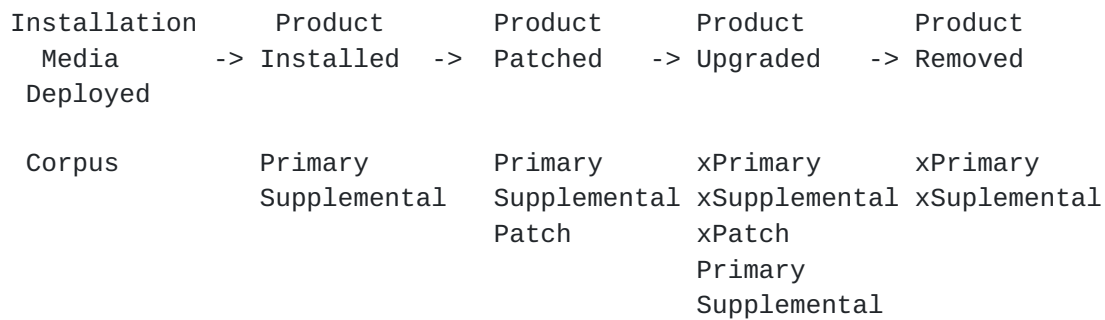 Installation Product Product Product Product
Media -> Installed -> Patched -> Upgraded -> Removed
Deployed
Corpus Primary Primary xPrimary xPrimary
Supplemental Supplemental xSupplemental xSuplemental
Patch xPatch
Primary
Supplemental